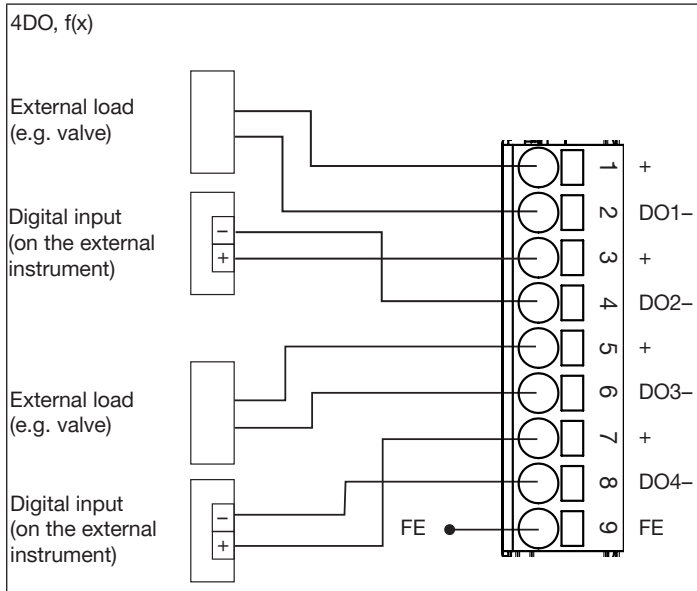 4DO, f(x)
External load
(e.g. valve)
Digital input
(on the external
instrument)
−
+
External load
(e.g. valve)
Digital input
(on the external
instrument)
−
+
FE
1 +
2 DO1−
3 +
4 DO2−
5 +
6 DO3−
7 +
8 DO4−
9 FE